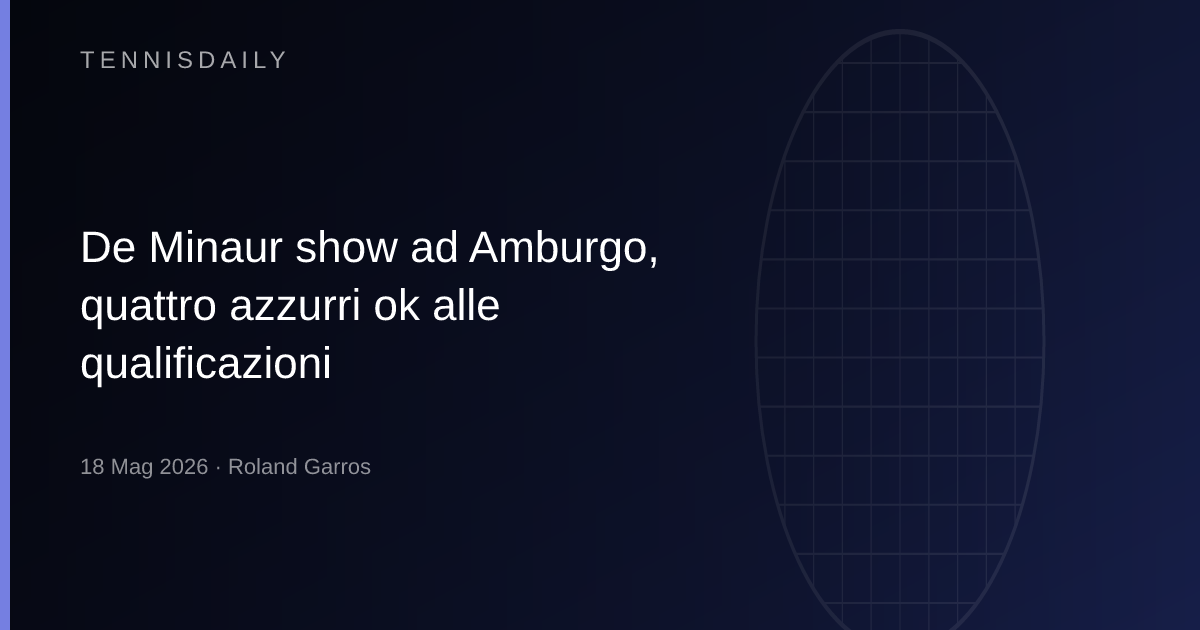 TENNISDAILY
De Minaur show ad Amburgo,
quattro azzurri ok alle
qualificazioni
18 Mag 2026 · Roland Garros